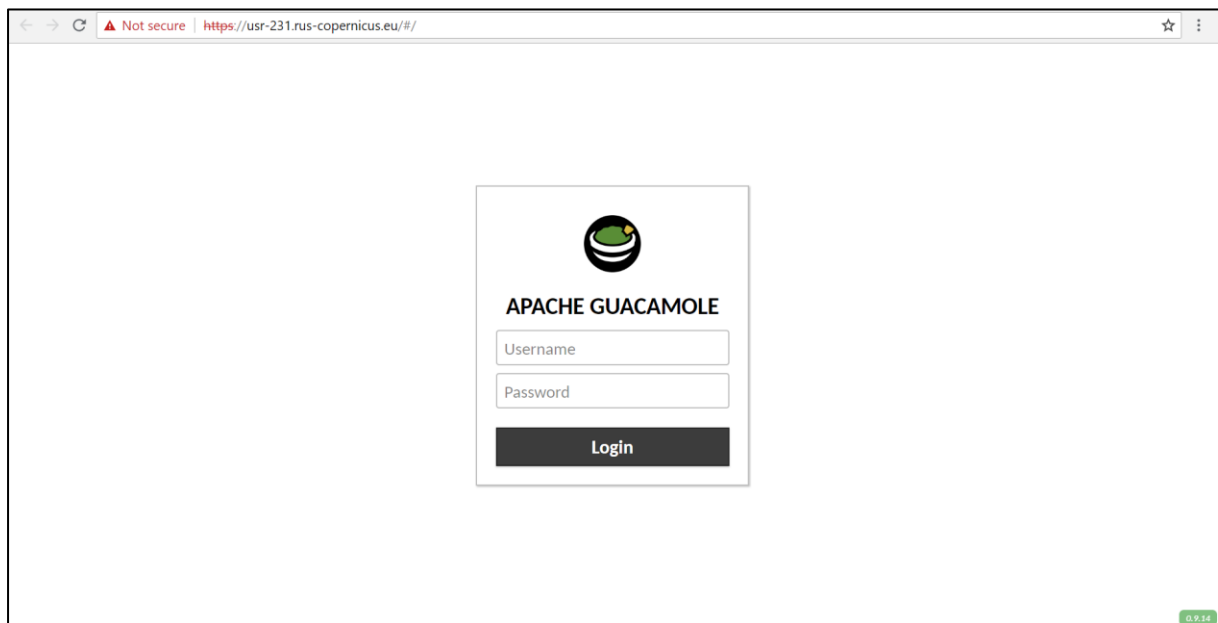 Not secure | https://usr-231.rus-copernicus.eu/#/
APACHE GUACAMOLE
Username
Password
Login
0.9.14